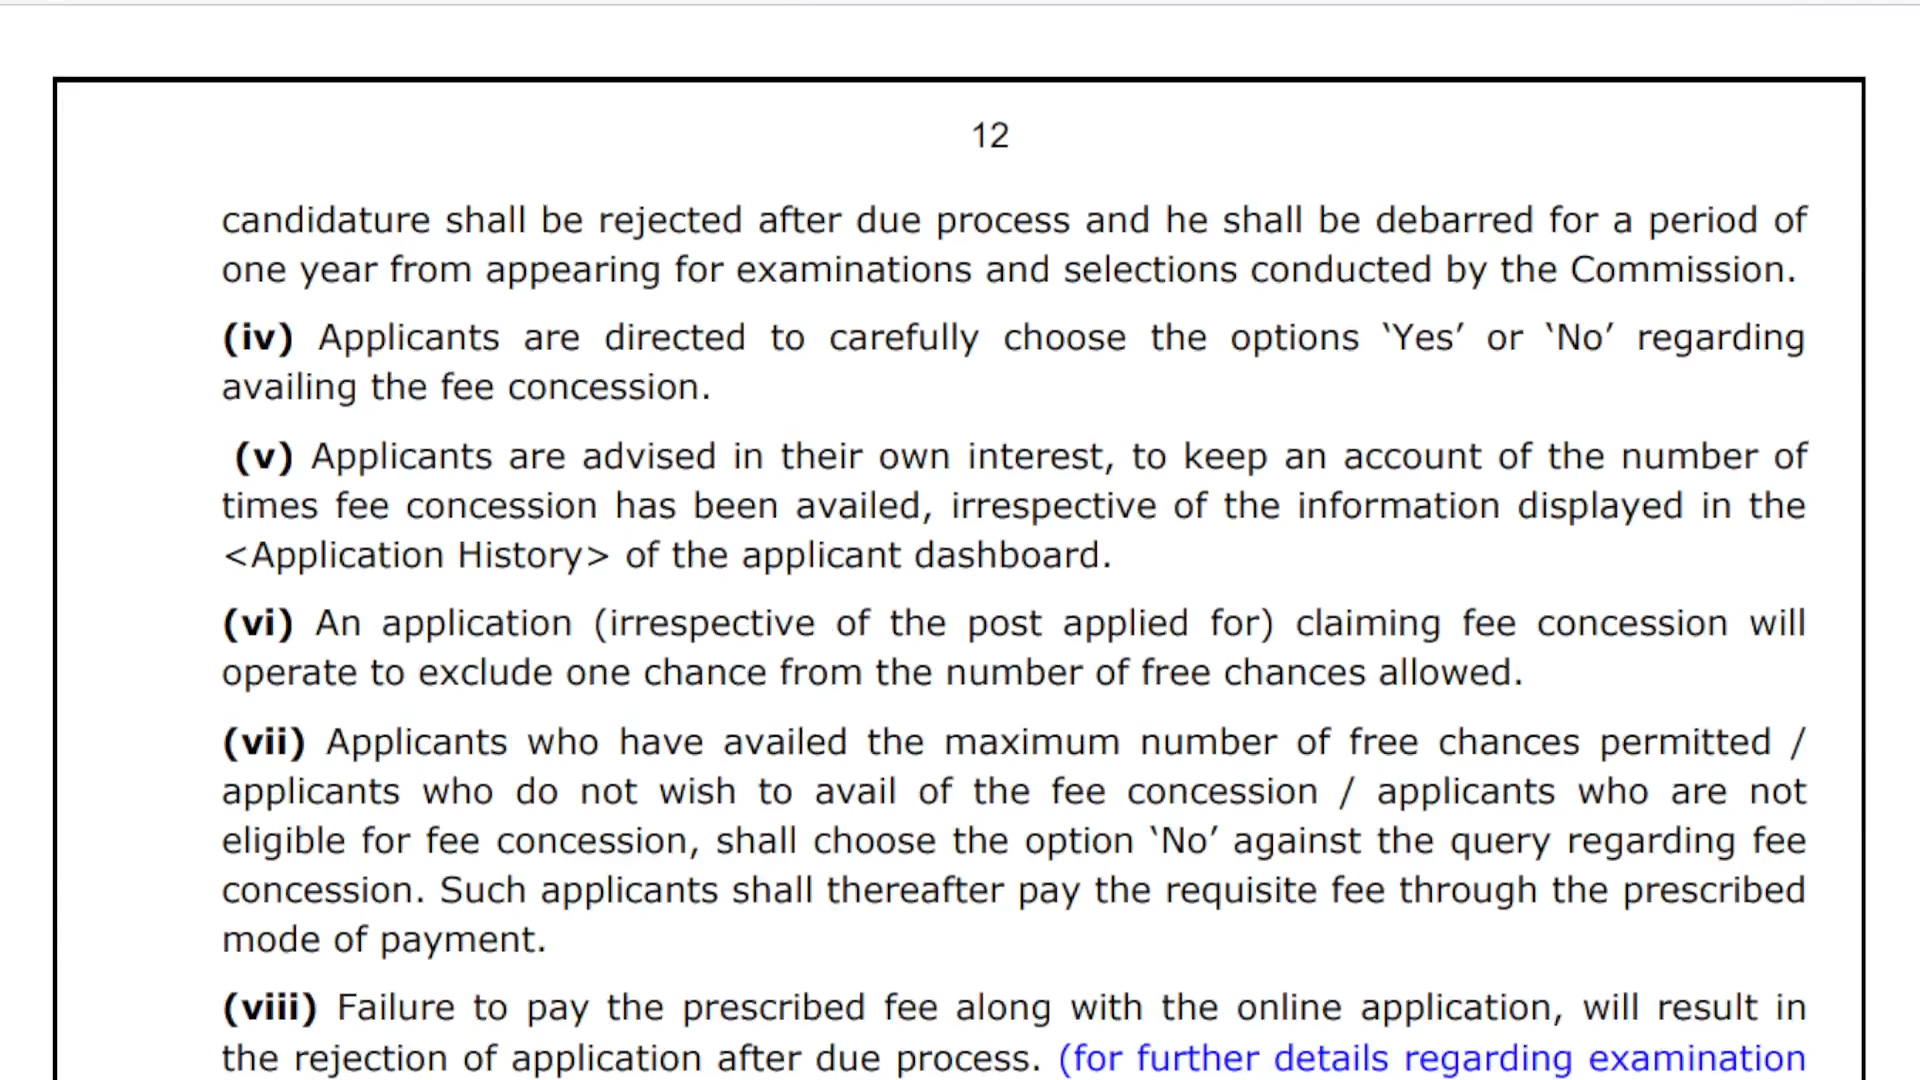 12
candidature shall be rejected after due process and he shall be debarred for a period of
one year from appearing for examinations and selections conducted by the Commission.
(iv) Applicants are directed to carefully choose the options ‘Yes’ or ‘No’ regarding
availing the fee concession.
(v) Applicants are advised in their own interest, to keep an account of the number of
times fee concession has been availed, irrespective of the information displayed in the
<Application History> of the applicant dashboard.
(vi) An application (irrespective of the post applied for) claiming fee concession will
operate to exclude one chance from the number of free chances allowed.
(vii) Applicants who have availed the maximum number of free chances permitted /
applicants who do not wish to avail of the fee concession / applicants who are not
eligible for fee concession, shall choose the option ‘No’ against the query regarding fee
concession. Such applicants shall thereafter pay the requisite fee through the prescribed
mode of payment.
(viii) Failure to pay the prescribed fee along with the online application, will result in
the rejection of application after due process. (for further details regarding examination